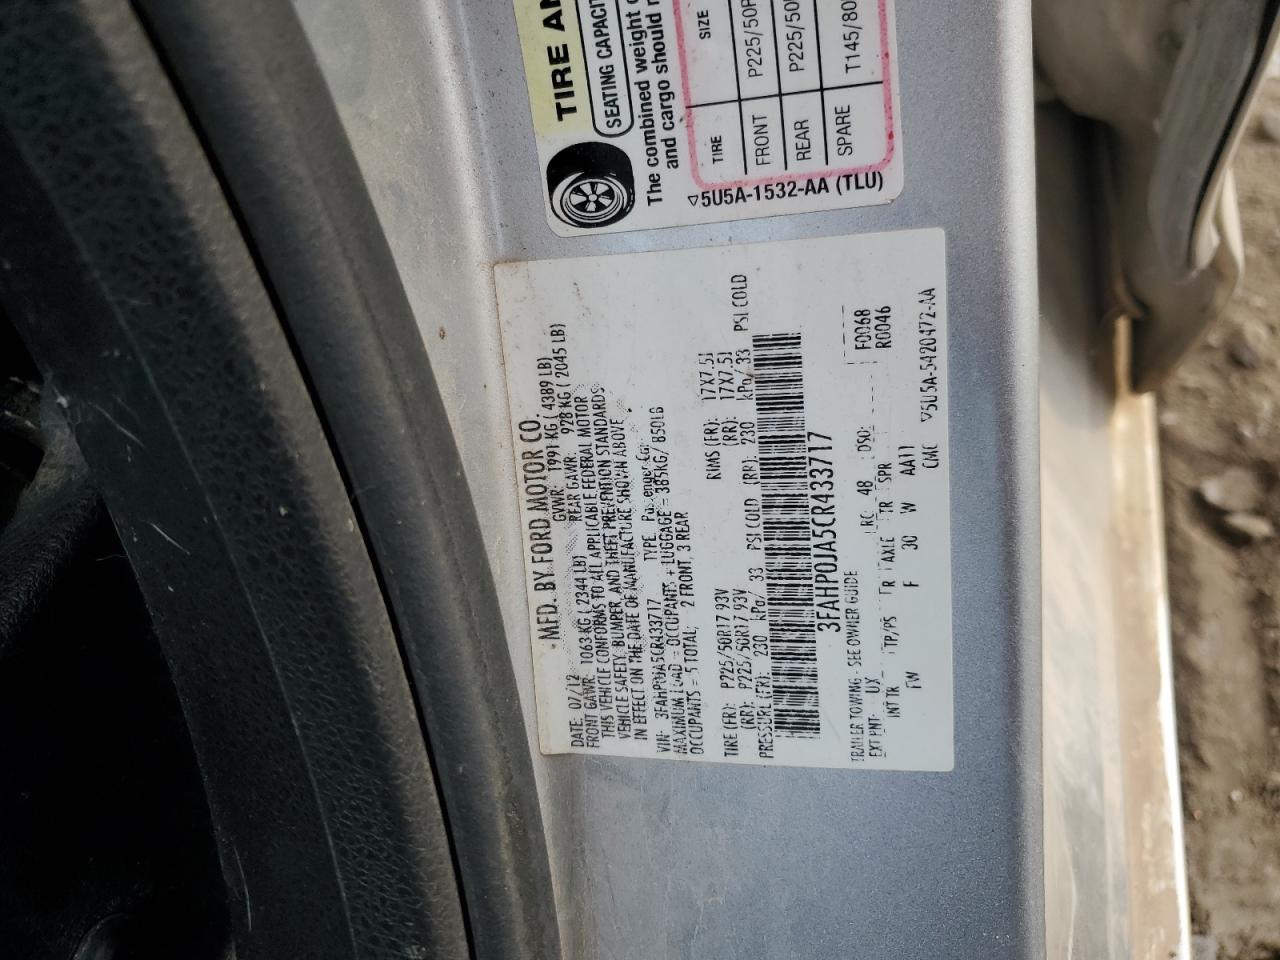 MFD. BY FORD MOTOR CO.
DATE: 07/12 GVWR: 1991 KG ( 4389 LB)
FRONT GAWR: 1063 KG ( 2344 LB) REAR GAWR: 928 KG ( 2045 LB)
THIS VEHICLE CONFORMS TO ALL APPLICABLE FEDERAL MOTOR
VEHICLE SAFETY, BUMPER, AND THEFT PREVENTION STANDARDS
IN EFFECT ON THE DATE OF MANUFACTURE SHOWN ABOVE.
VIN: 3FAHP0JA5CR433717 TYPE: Passenger Car
MAXIMUM LOAD = OCCUPANTS + LUGGAGE = 385KG/ 850LB
OCCUPANTS = 5 TOTAL; 2 FRONT 3 REAR
TIRE (FR): P225/50R17 93V RIMS (FR): 17X7.5J
(RR): P225/50R17 93V (RR): 17X7.5J
PRESSURE (FR): 230 kPa/ 33 PSI COLD (RR): 230 kPa/ 33 PSI COLD
3FAHP0JA5CR433717
TRAILER TOWING - SEE OWNER GUIDE F0068
EXT PNT: UX RC: 48 DSO: R0046
INT TR TP/PS R AXLE TR SPR
FW F 30 W AA11
CMC ▽5U5A-5420472-AA
TIRE AN
SEATING CAPACIT
The combined weight o
and cargo should
TIRE SIZE
FRONT P225/50R
REAR P225/50
SPARE T145/80
▽5U5A-1532-AA (TLU)